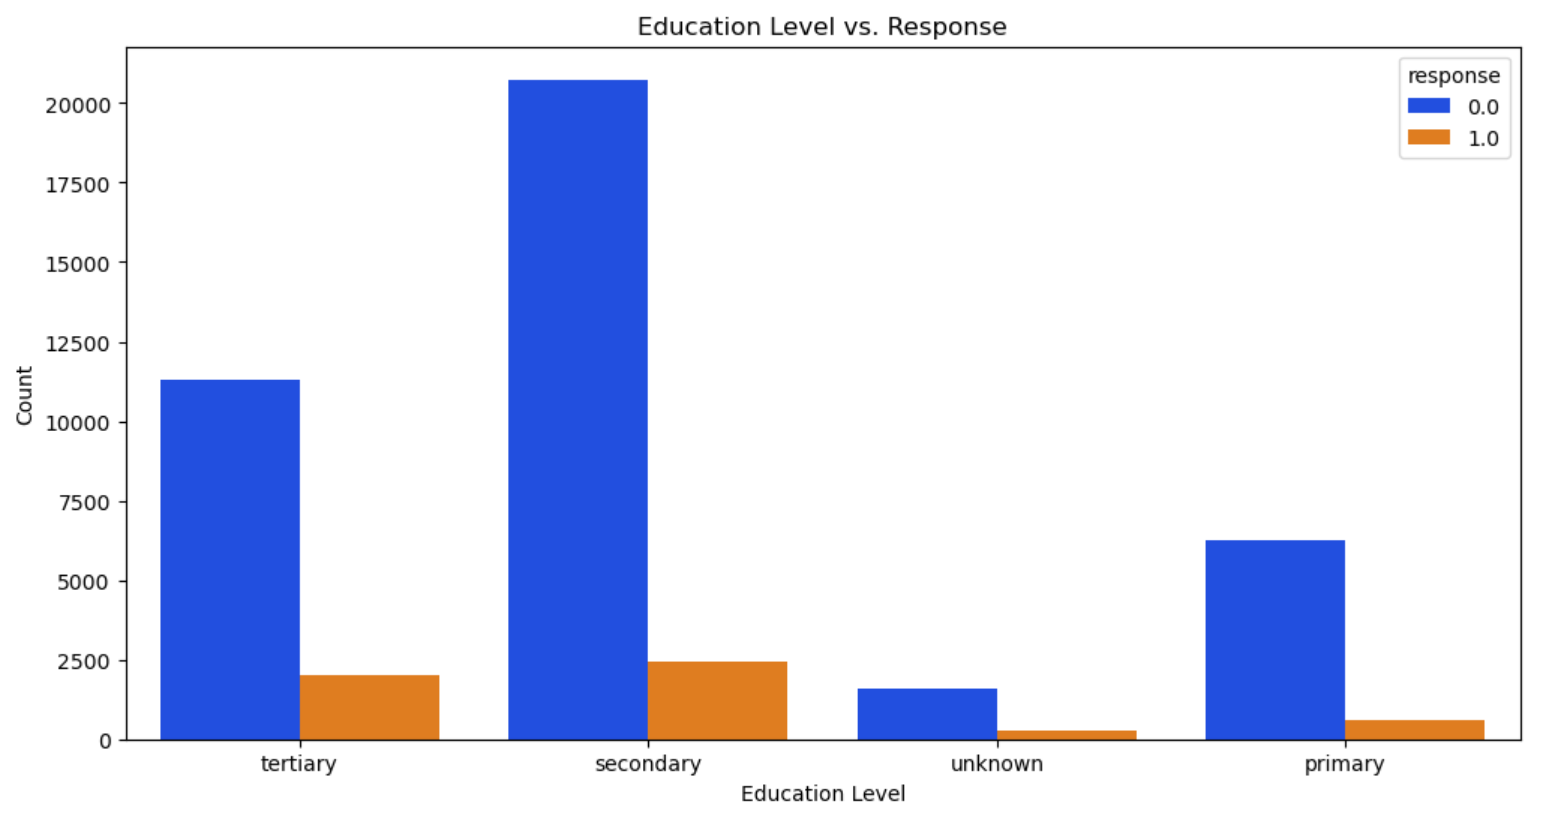 Education Level vs. Response
response
0.0
1.0
Count
20000
17500
15000
12500
10000
7500
5000
2500
0
tertiary
secondary
unknown
primary
Education Level